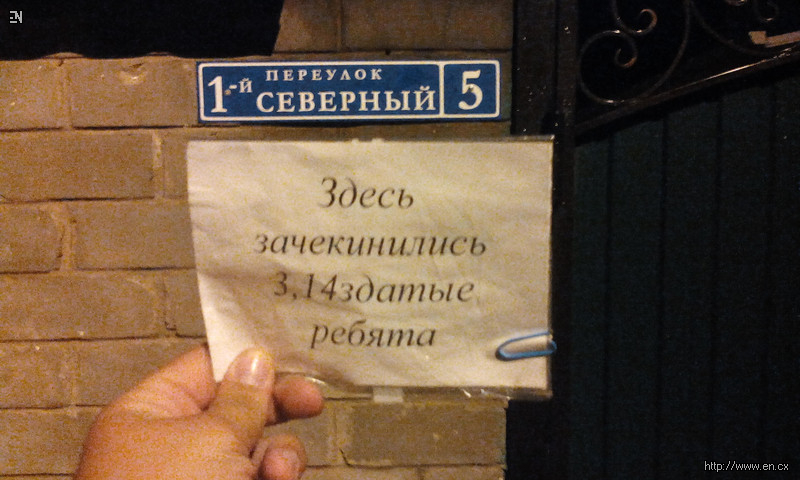 EN
ПЕРЕУЛОК
1-й СЕВЕРНЫЙ 5
Здесь
зачекинились
3,14здатые
ребята
http://www.en.cx